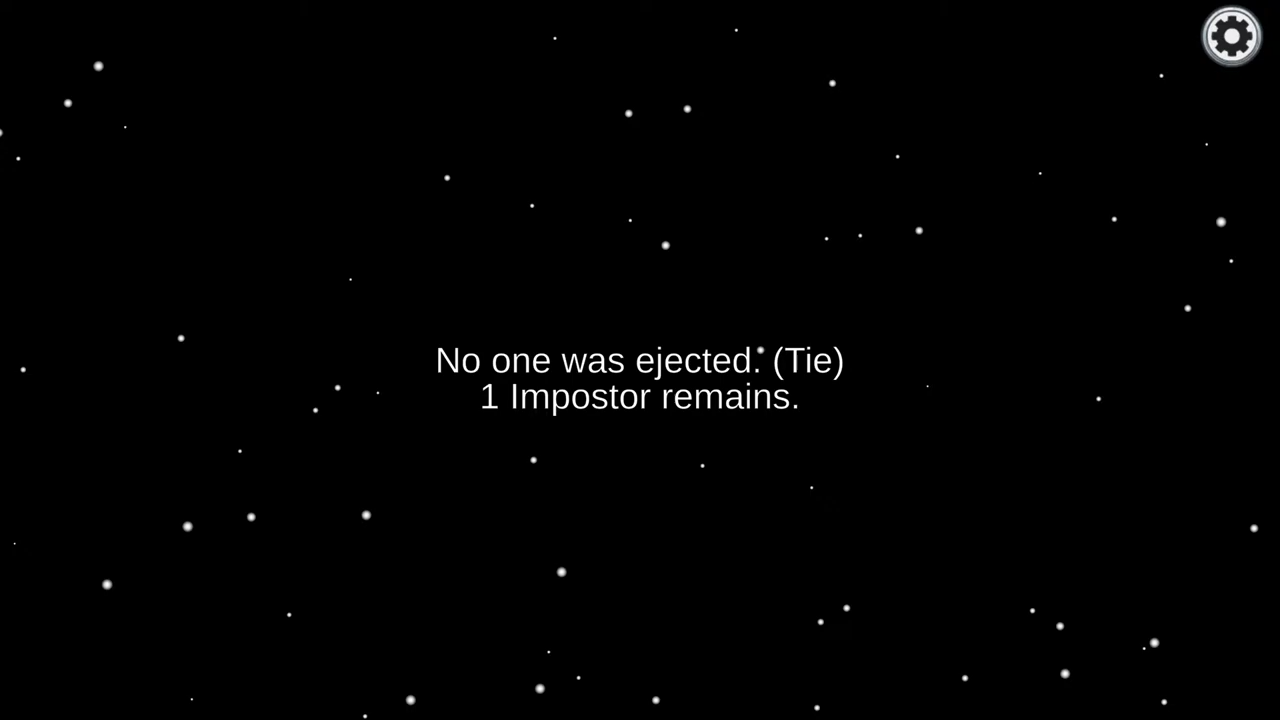 No one was ejected. (Tie)
1 Impostor remains.